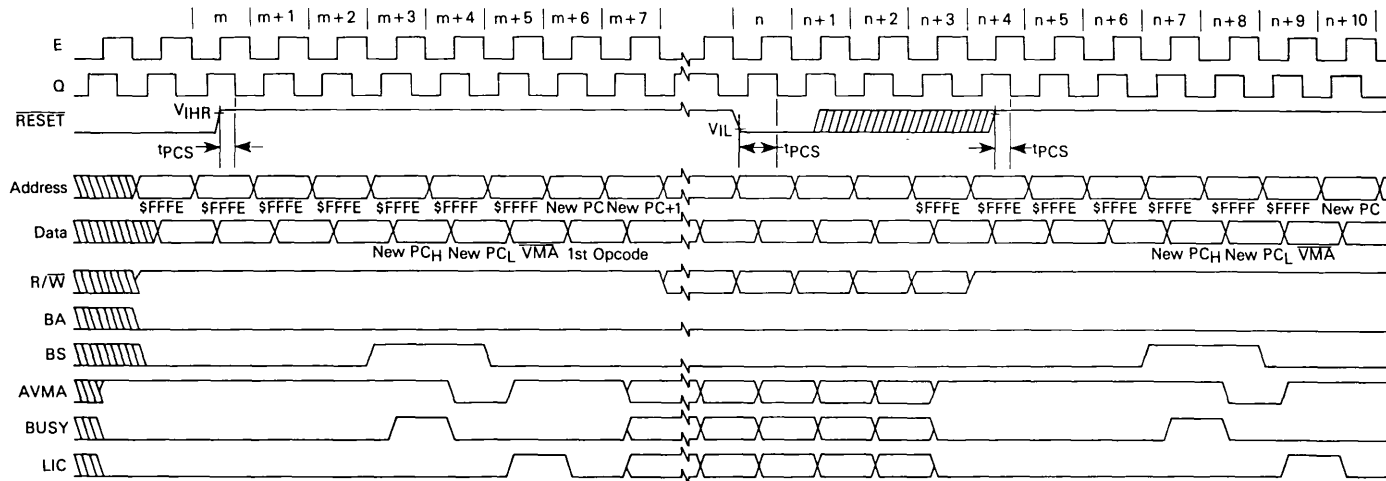 m m+1 m+2 m+3 m+4 m+5 m+6 m+7 n n+1 n+2 n+3 n+4 n+5 n+6 n+7 n+8 n+9 n+10
E
Q
RESET VIHR VIL
tPCS tPCS tPCS
Address
$FFFE $FFFE $FFFE $FFFE $FFFE $FFFF $FFFF New PC New PC+1 $FFFE $FFFE $FFFE $FFFE $FFFE $FFFF $FFFF New PC
Data
New PCH New PCL VMA 1st Opcode New PCH New PCL VMA
R/W
BA
BS
AVMA
BUSY
LIC